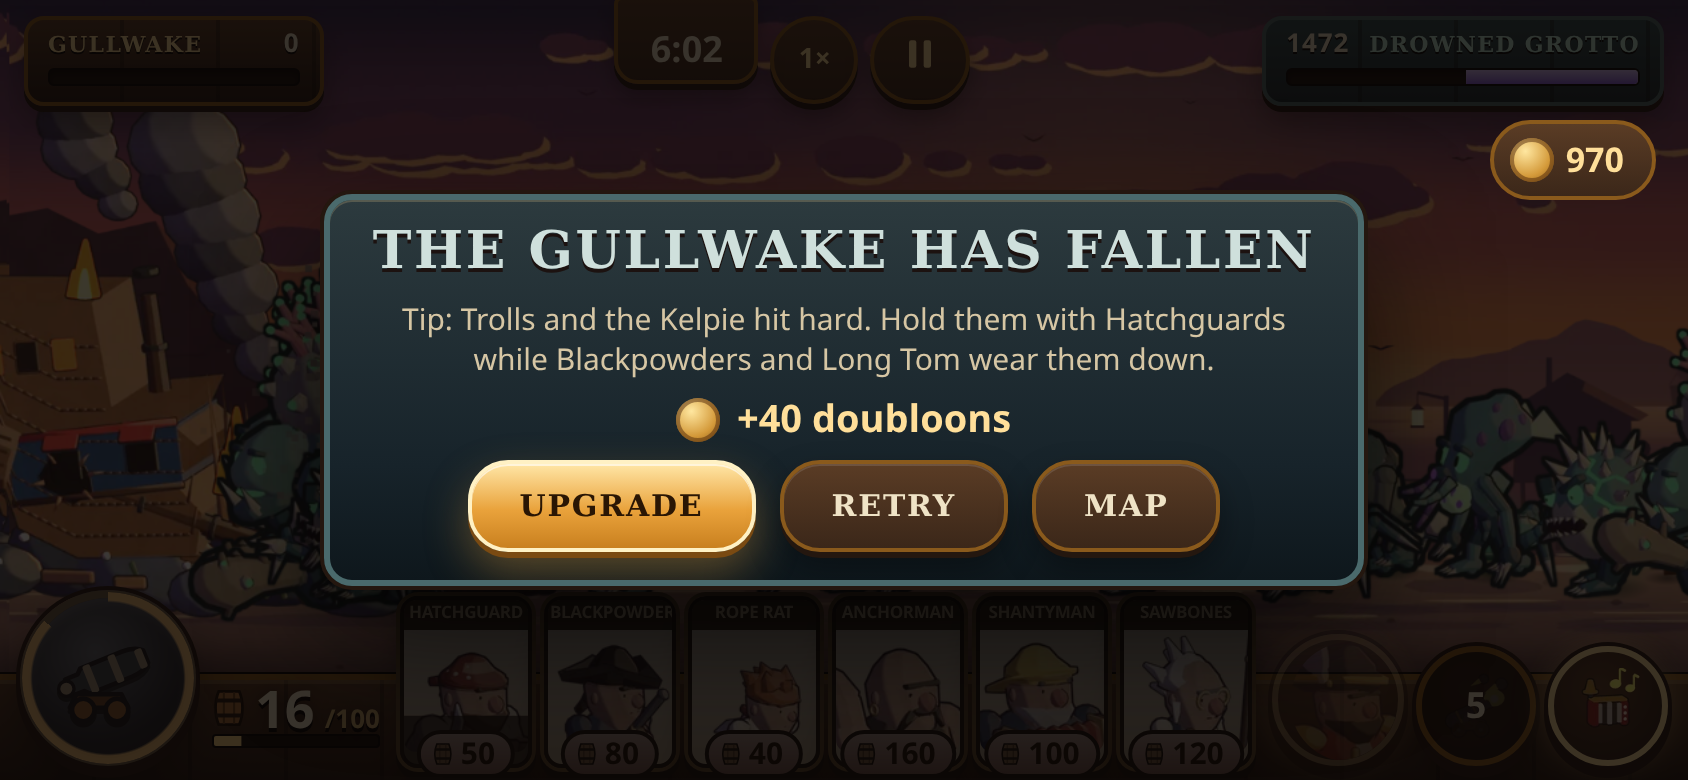 GULLWAKE 0
6:02
1×
1472 DROWNED GROTTO
970
THE GULLWAKE HAS FALLEN
Tip: Trolls and the Kelpie hit hard. Hold them with Hatchguards
while Blackpowders and Long Tom wear them down.
+40 doubloons
UPGRADE RETRY MAP
HATCHGUARD BLACKPOWDER ROPE RAT ANCHORMAN SHANTYMAN SAWBONES
16 /100
5
50 80 40 160 100 120